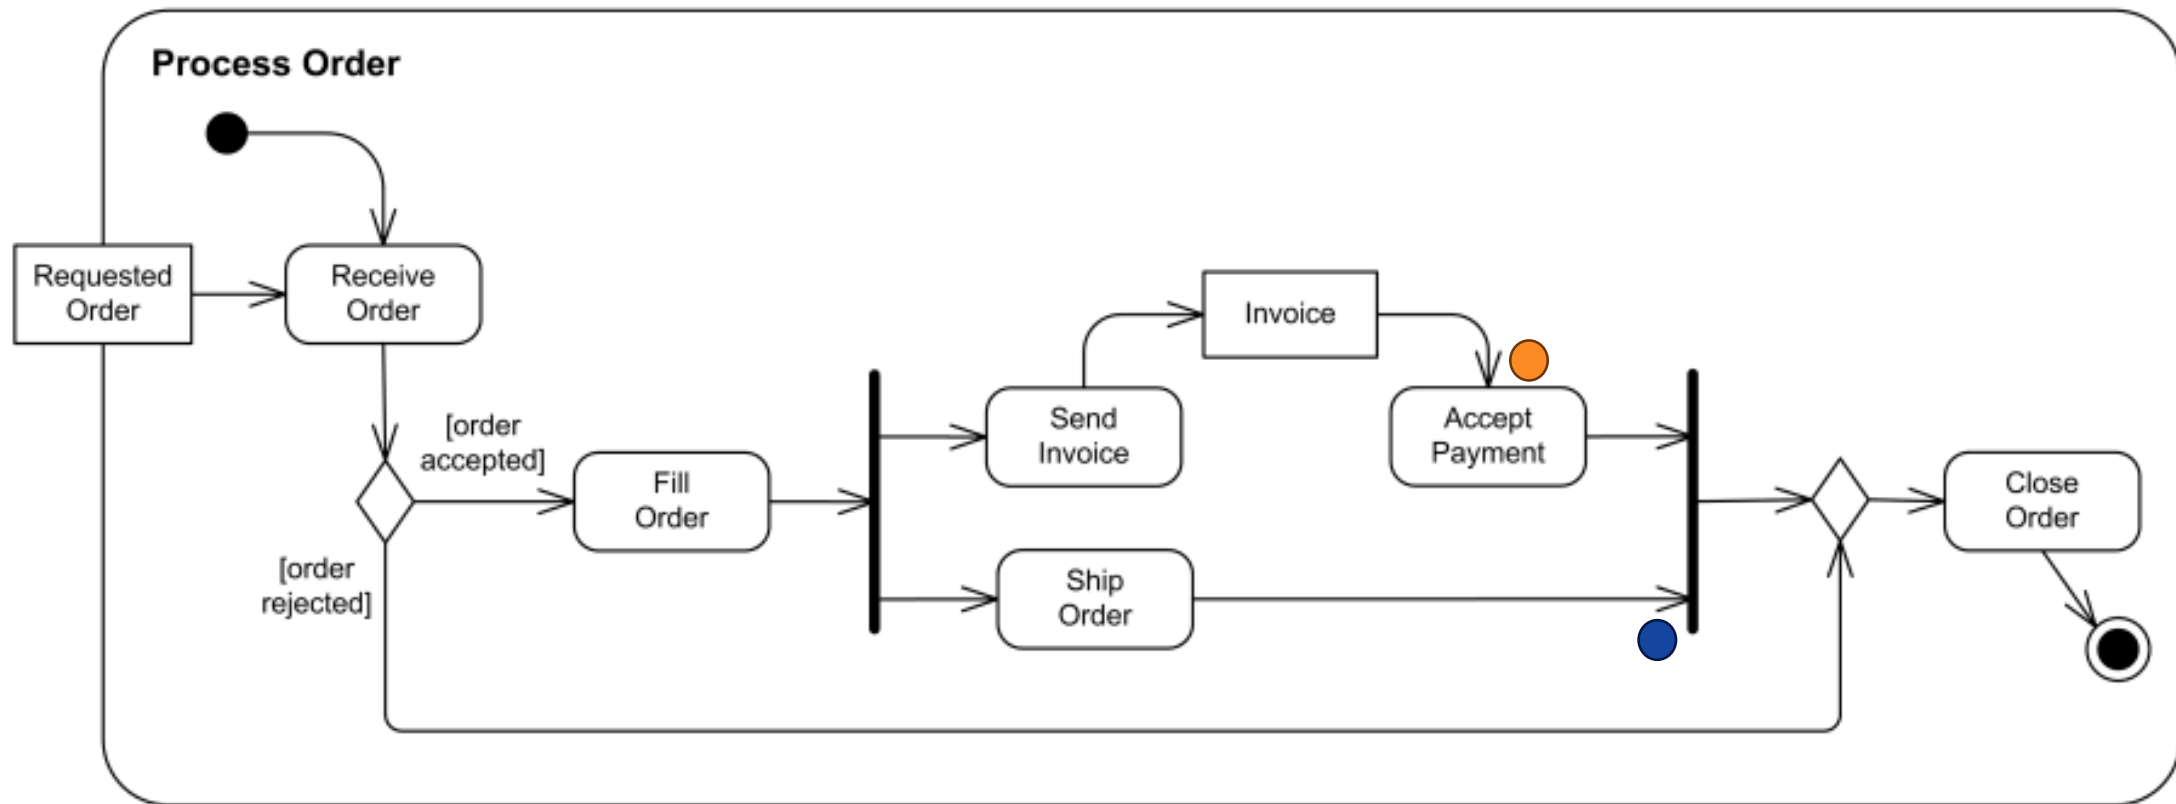 Process Order
Requested
Order
Receive
Order
[order
accepted]
[order
rejected]
Fill
Order
Send
Invoice
Invoice
Accept
Payment
Ship
Order
Close
Order